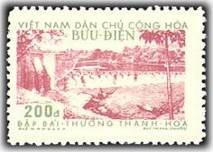 VIỆT NAM DÂN CHỦ CỘNG HÒA
BƯU-ĐIỆN
200đ
ĐẬP BÁI-THƯỢNG THANH-HÓA